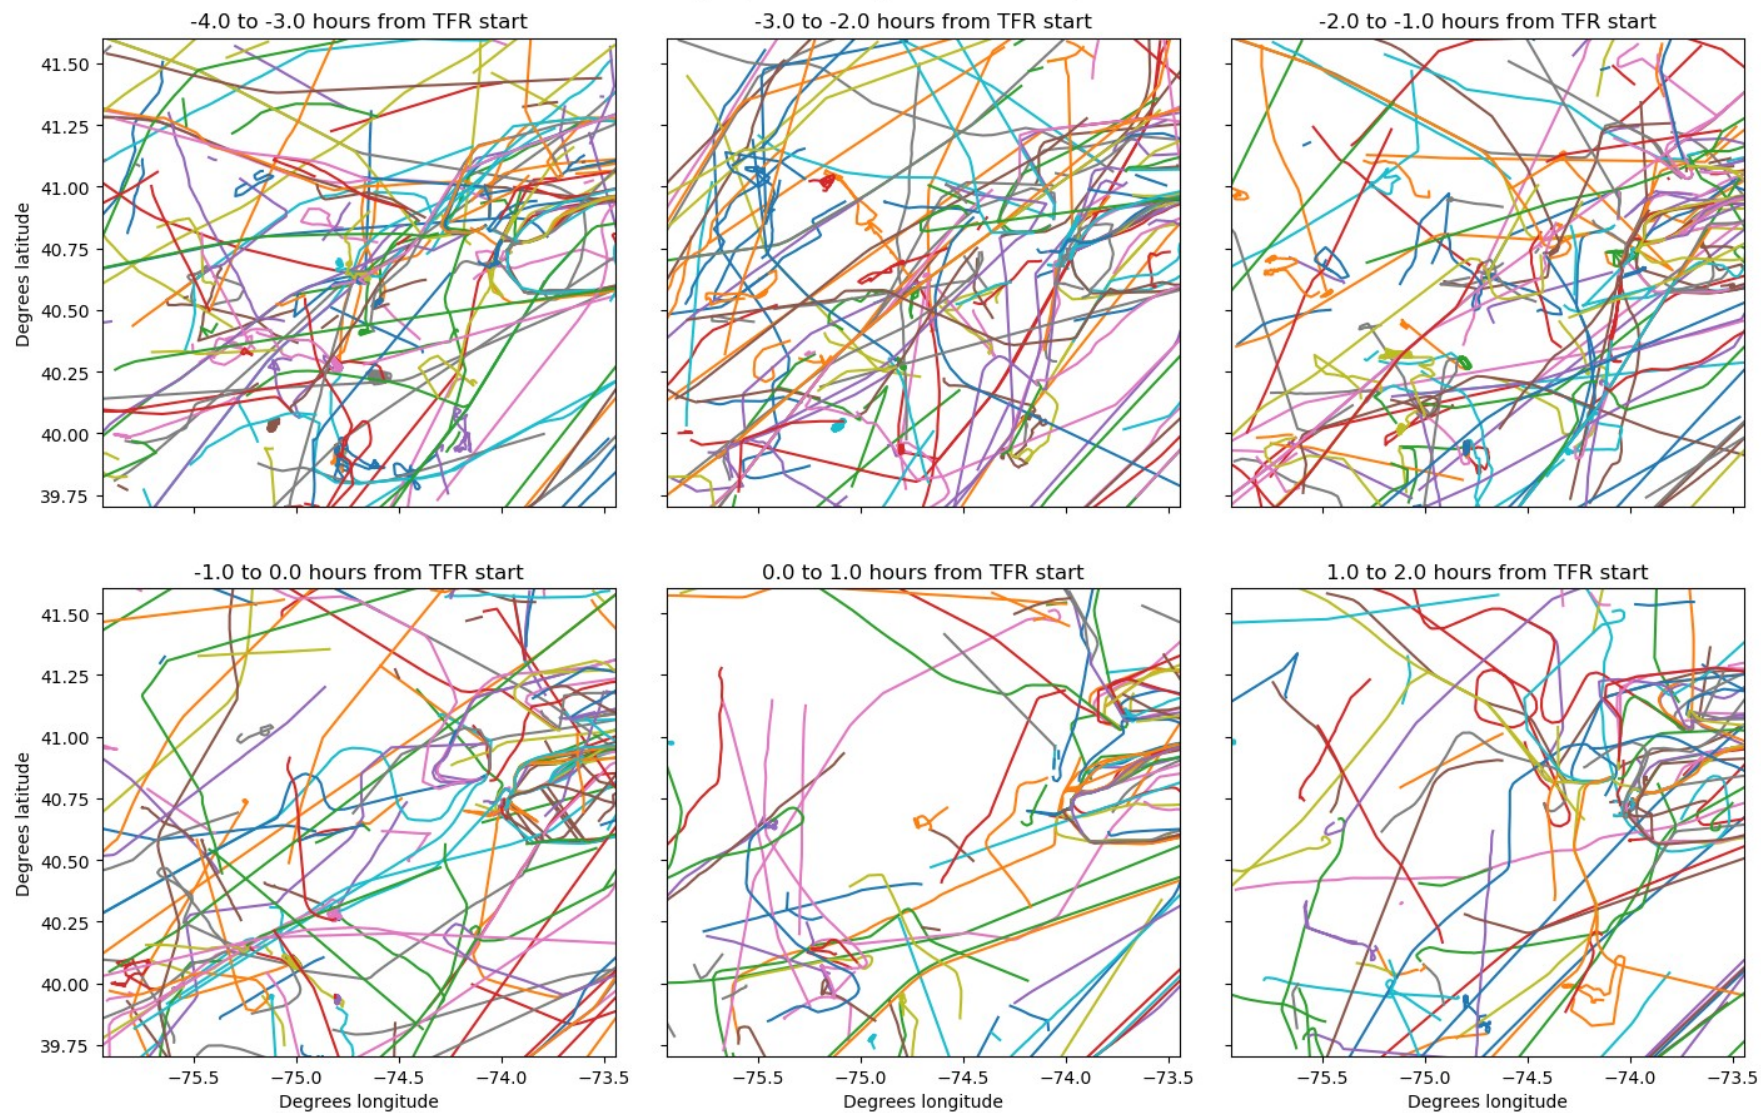 -4.0 to -3.0 hours from TFR start
-3.0 to -2.0 hours from TFR start
-2.0 to -1.0 hours from TFR start
Degrees latitude
41.50
41.25
41.00
40.75
40.50
40.25
40.00
39.75
-1.0 to 0.0 hours from TFR start
0.0 to 1.0 hours from TFR start
1.0 to 2.0 hours from TFR start
Degrees latitude
41.50
41.25
41.00
40.75
40.50
40.25
40.00
39.75
−75.5 −75.0 −74.5 −74.0 −73.5
−75.5 −75.0 −74.5 −74.0 −73.5
−75.5 −75.0 −74.5 −74.0 −73.5
Degrees longitude
Degrees longitude
Degrees longitude